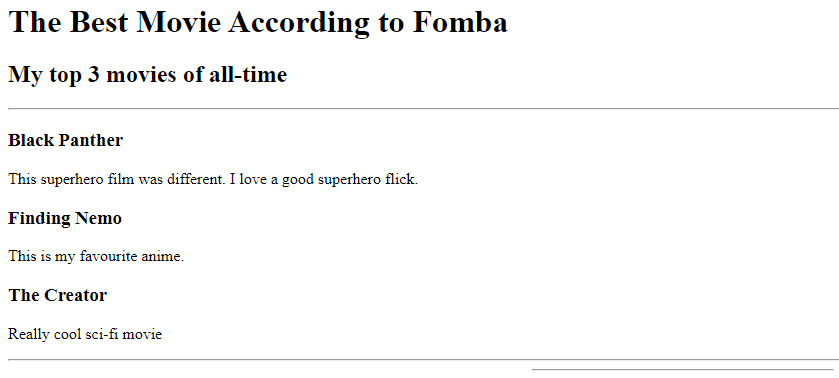 The Best Movie According to Fomba
My top 3 movies of all-time
Black Panther
This superhero film was different. I love a good superhero flick.
Finding Nemo
This is my favourite anime.
The Creator
Really cool sci-fi movie